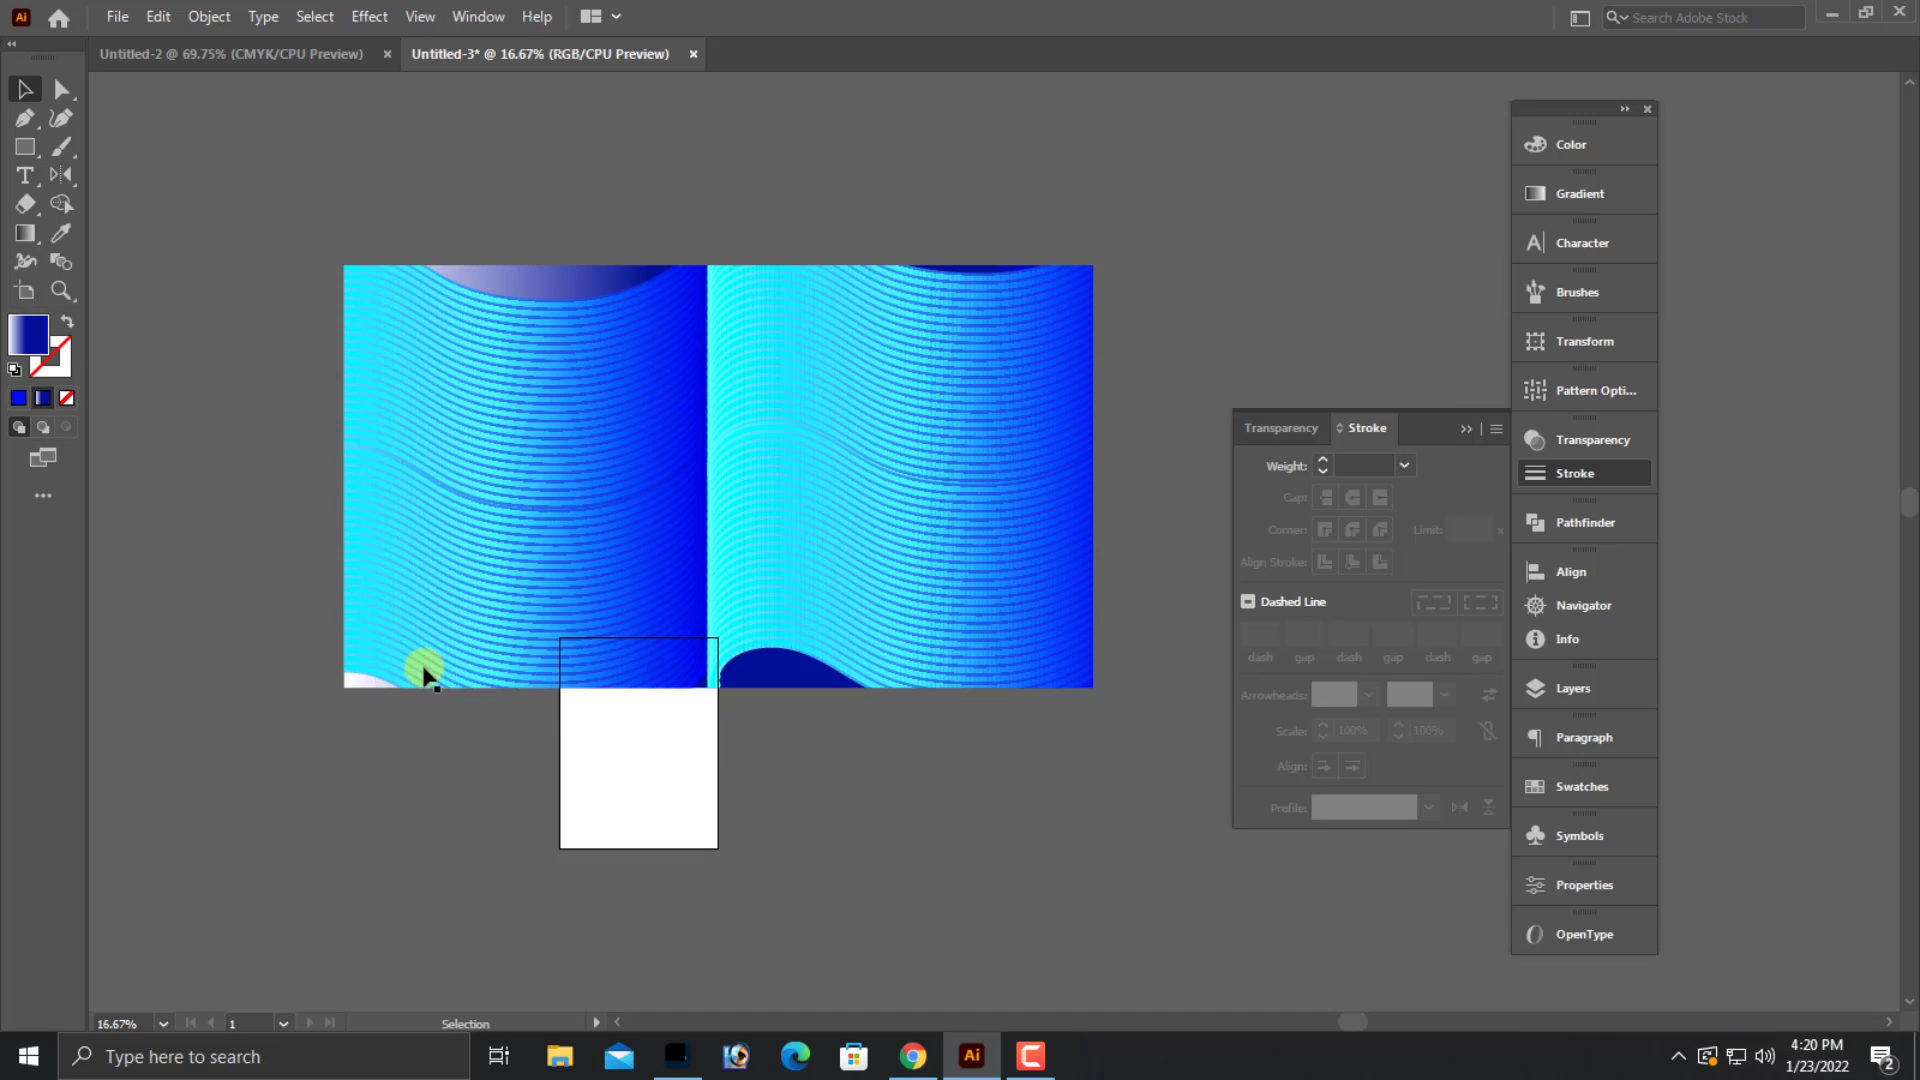 Ai File Edit Object Type Select Effect View Window Help Search Adobe Stock
Untitled-2 @ 69.75% (CMYK/CPU Preview) × Untitled-3* @ 16.67% (RGB/CPU Preview) ×
Color
Gradient
Character
Brushes
Transform
Pattern Opti...
Transparency
Stroke
Pathfinder
Align
Navigator
Info
Layers
Paragraph
Swatches
Symbols
Properties
OpenType
Transparency Stroke
Weight:
Cap:
Corner: Limit: x
Align Stroke:
Dashed Line
dash gap dash gap dash gap
Arrowheads:
Scale: 100% 100%
Align:
Profile:
16.67% 1 Selection
Type here to search
Ai
4:20 PM
1/23/2022
2